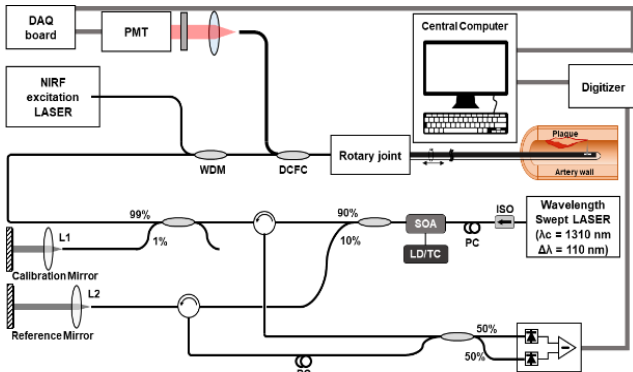 DAQ
board
PMT
Central Computer
Digitizer
NIRF
excitation
LASER
Plaque
Rotary joint
WDM
DCFC
Artery wall
99%
1%
90%
10%
SOA
LD/TC
PC
ISO
Wavelength
Swept LASER
(λc = 1310 nm
Δλ = 110 nm)
L1
Calibration Mirror
L2
Reference Mirror
50%
50%